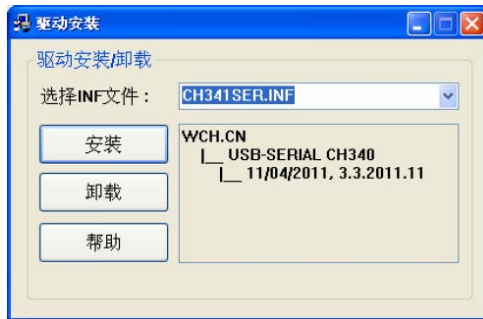 驱动安装
驱动安装/卸载
选择INF文件：
CH341SER.INF
安装
卸载
帮助
WCH.CN
|__ USB-SERIAL CH340
|__ 11/04/2011, 3.3.2011.11